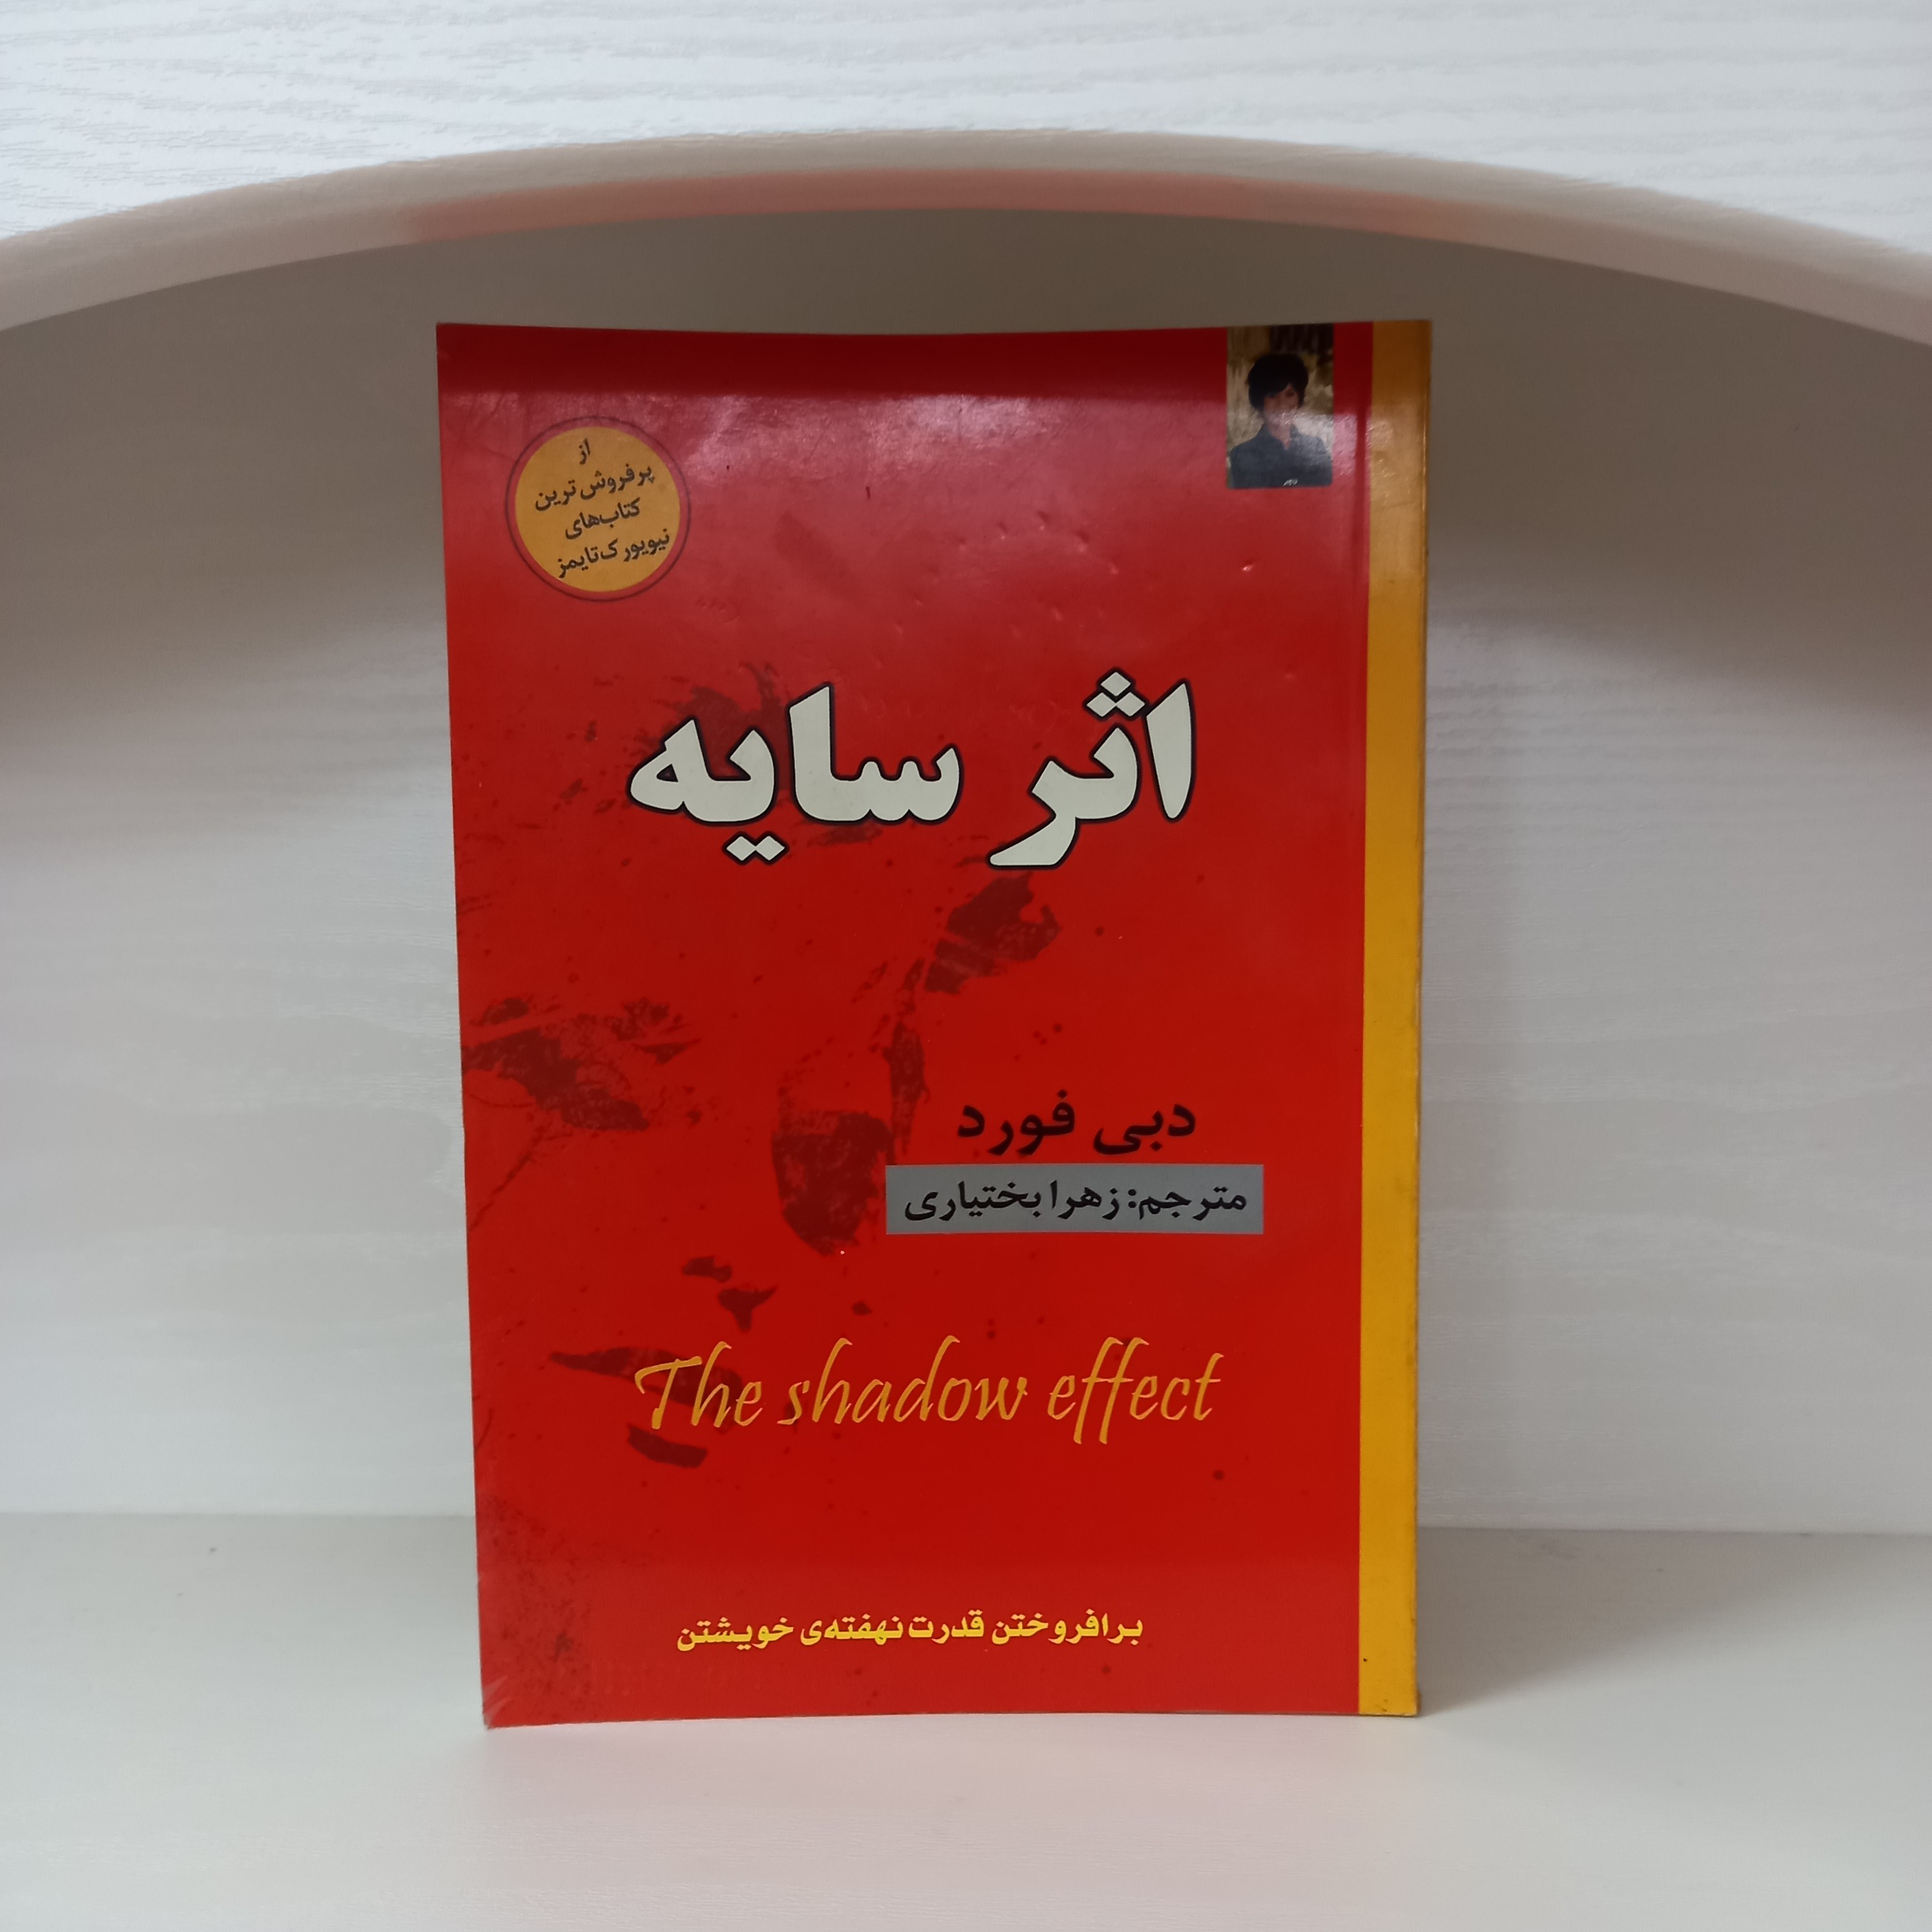 از
پرفروش ترین
کتاب‌های
نیویورک‌تایمز
اثر سایه
دبی فورد
مترجم: زهرا بختیاری
The shadow effect
برافروختن قدرت نهفته‌ی خویشتن